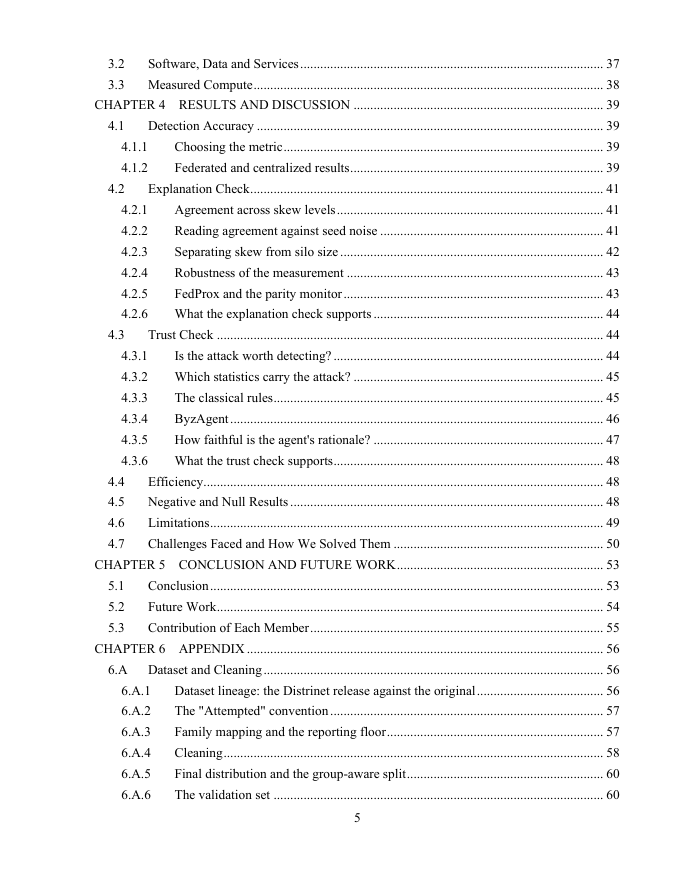 3.2 Software, Data and Services 37
3.3 Measured Compute 38
CHAPTER 4 RESULTS AND DISCUSSION 39
4.1 Detection Accuracy 39
4.1.1 Choosing the metric 39
4.1.2 Federated and centralized results 39
4.2 Explanation Check 41
4.2.1 Agreement across skew levels 41
4.2.2 Reading agreement against seed noise 41
4.2.3 Separating skew from silo size 42
4.2.4 Robustness of the measurement 43
4.2.5 FedProx and the parity monitor 43
4.2.6 What the explanation check supports 44
4.3 Trust Check 44
4.3.1 Is the attack worth detecting? 44
4.3.2 Which statistics carry the attack? 45
4.3.3 The classical rules 45
4.3.4 ByzAgent 46
4.3.5 How faithful is the agent's rationale? 47
4.3.6 What the trust check supports 48
4.4 Efficiency 48
4.5 Negative and Null Results 48
4.6 Limitations 49
4.7 Challenges Faced and How We Solved Them 50
CHAPTER 5 CONCLUSION AND FUTURE WORK 53
5.1 Conclusion 53
5.2 Future Work 54
5.3 Contribution of Each Member 55
CHAPTER 6 APPENDIX 56
6.A Dataset and Cleaning 56
6.A.1 Dataset lineage: the Distrinet release against the original 56
6.A.2 The "Attempted" convention 57
6.A.3 Family mapping and the reporting floor 57
6.A.4 Cleaning 58
6.A.5 Final distribution and the group-aware split 60
6.A.6 The validation set 60
5